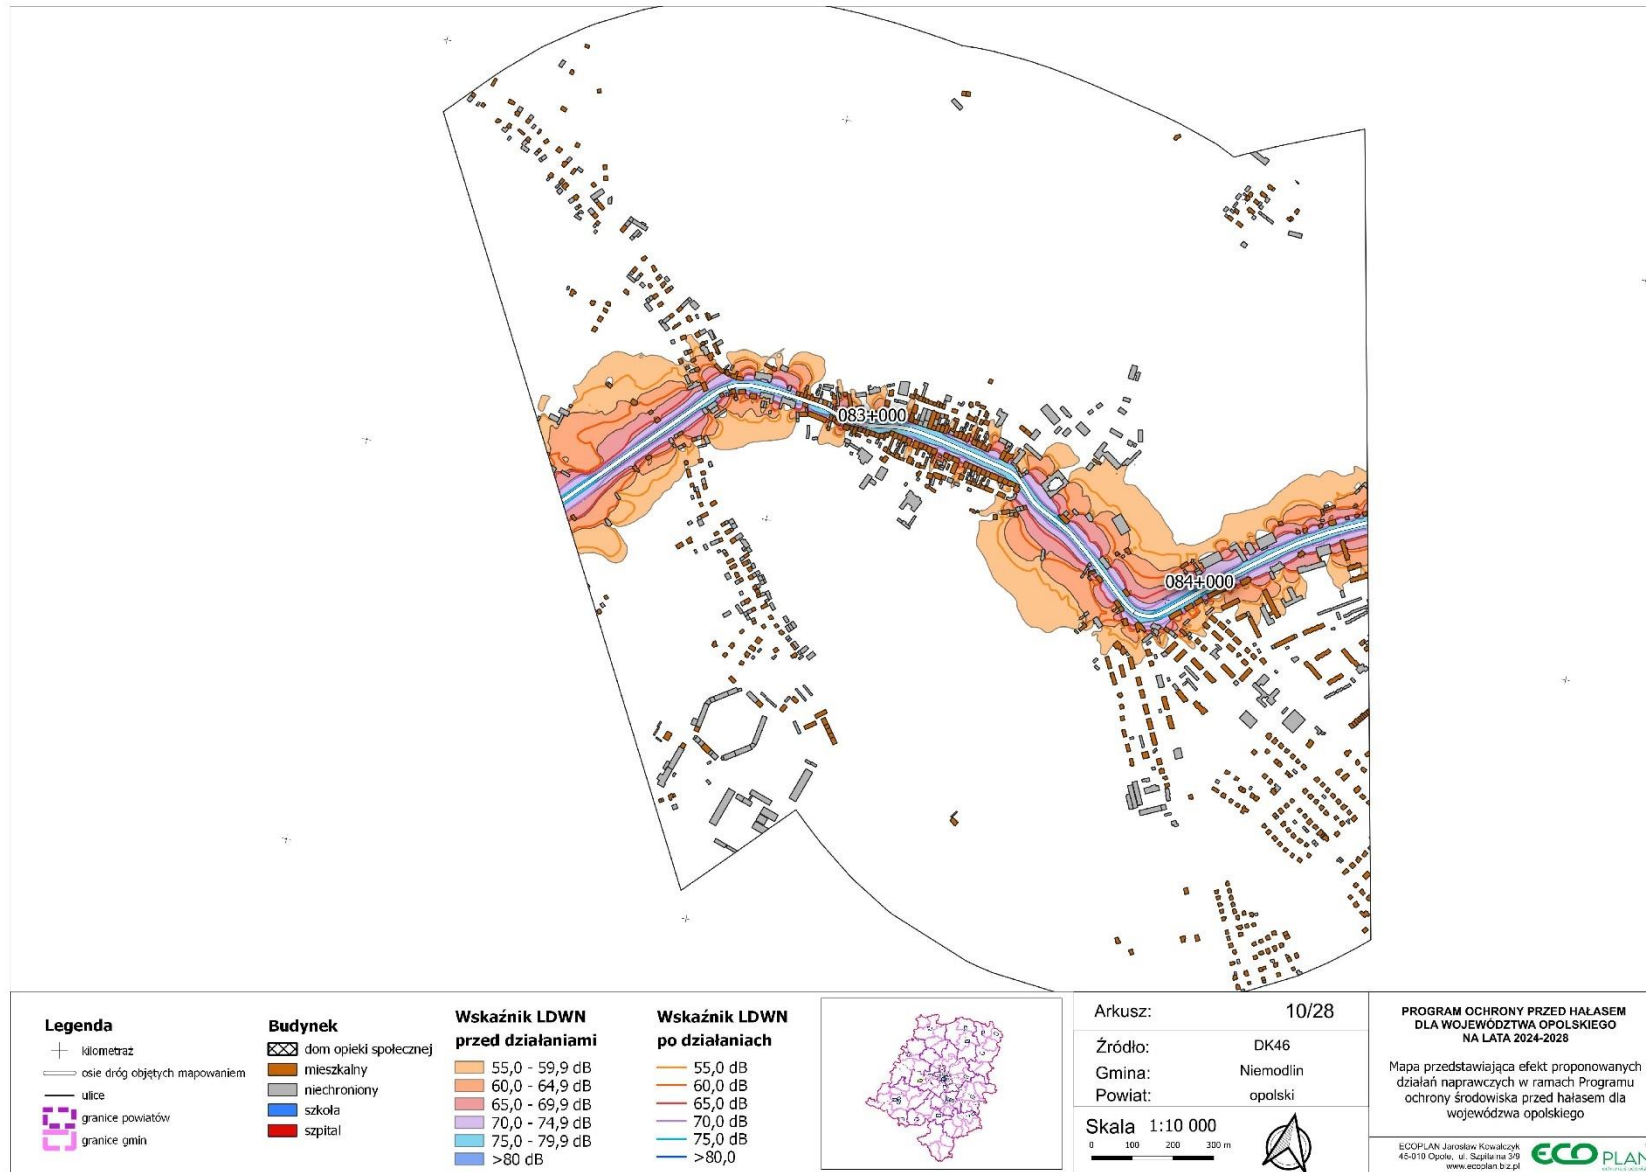 083+000
084+000
Legenda
kilometraż
osie dróg objętych mapowaniem
ulice
granice powiatów
granice gmin
Budynek
dom opieki społecznej
mieszkalny
niechroniony
szkoła
szpital
Wskaźnik LDWN
przed działaniami
55,0 - 59,9 dB
60,0 - 64,9 dB
65,0 - 69,9 dB
70,0 - 74,9 dB
75,0 - 79,9 dB
>80 dB
Wskaźnik LDWN
po działaniach
55,0 dB
60,0 dB
65,0 dB
70,0 dB
75,0 dB
>80,0
Arkusz: 10/28
Źródło: DK46
Gmina: Niemodlin
Powiat: opolski
Skala 1:10 000
0 100 200 300 m
PROGRAM OCHRONY PRZED HAŁASEM
DLA WOJEWÓDZTWA OPOLSKIEGO
NA LATA 2024-2028
Mapa przedstawiająca efekt proponowanych
działań naprawczych w ramach Programu
ochrony środowiska przed hałasem dla
wojewódzwa opolskiego
ECOPLAN Jarosław Kowalczyk
45-010 Opole, ul. Szpitalna 3/9
www.ecoplan.biz.pl
ECO PLAN